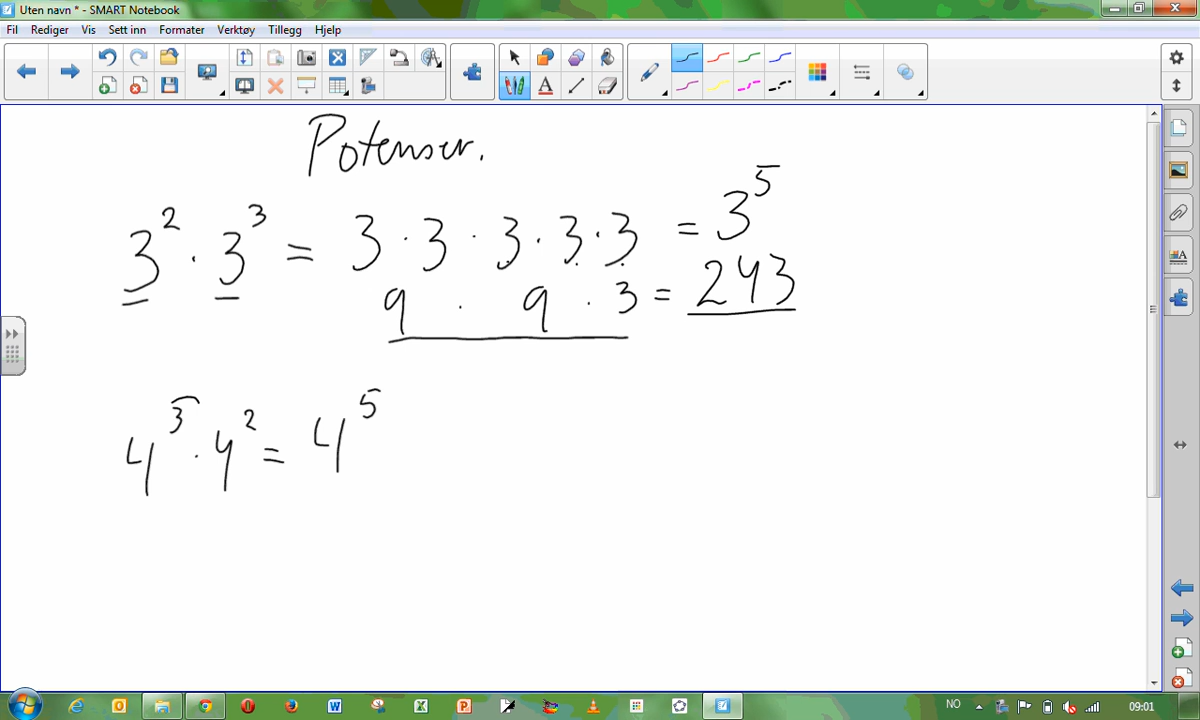 Uten navn * - SMART Notebook
Fil Rediger Vis Sett inn Formater Verktøy Tillegg Hjelp
Potenser.
3² · 3³ = 3 · 3 · 3 · 3 · 3 = 3⁵
9 · 9 · 3 = 243
4³ · 4² = 4⁵
NO 09:01